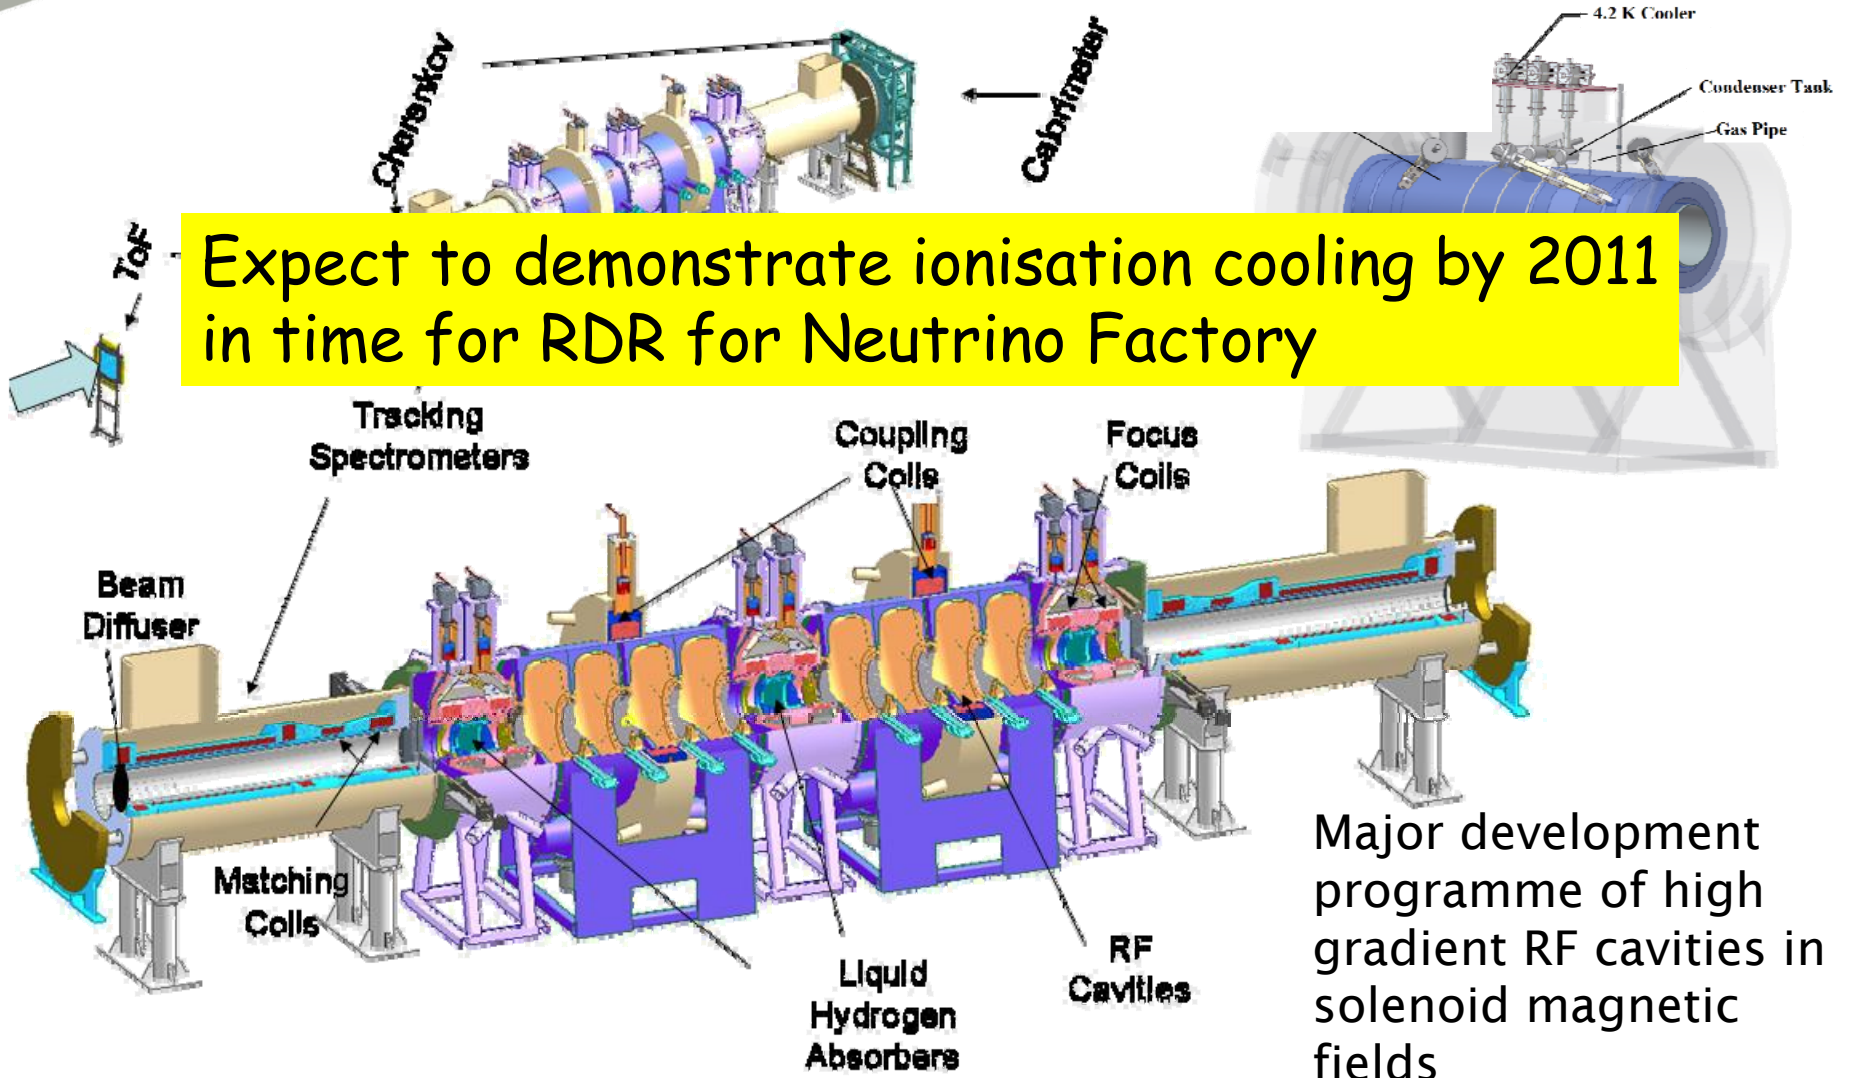 4.2 K Cooler
Condenser Tank
Gas Pipe
Cherenkov
Calorimeter
ToF
Expect to demonstrate ionisation cooling by 2011
in time for RDR for Neutrino Factory
Tracking
Spectrometers
Coupling
Coils
Focus
Coils
Beam
Diffuser
Matching
Coils
Liquid
Hydrogen
Absorbers
RF
Cavities
Major development
programme of high
gradient RF cavities in
solenoid magnetic
fields